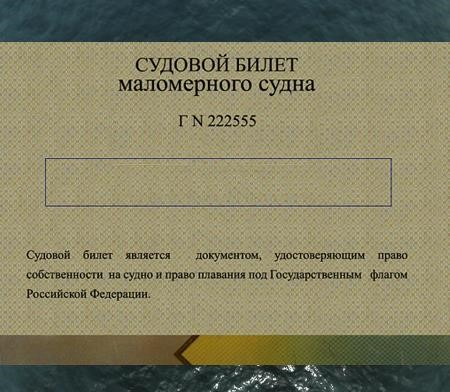 СУДОВОЙ БИЛЕТ
маломерного судна
Г N 222555
Судовой билет является документом, удостоверяющим право
собственности на судно и право плавания под Государственным флагом
Российской Федерации.